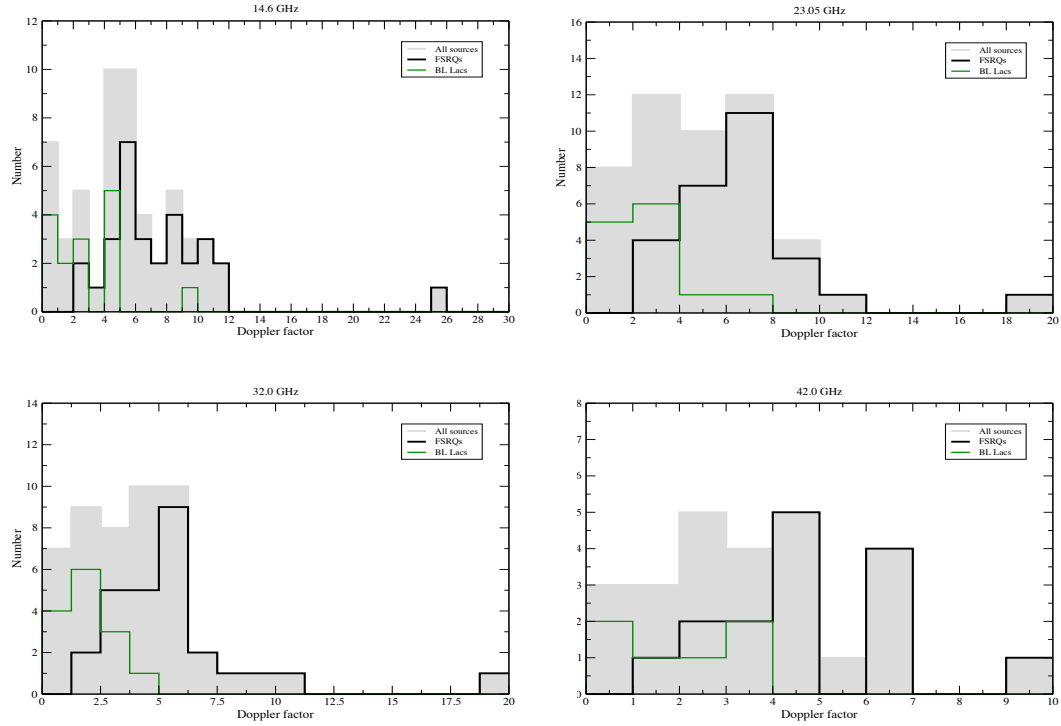 14.6 GHz
12
10
8
6
4
2
0
Number
All sources
FSRQs
BL Lacs
0 2 4 6 8 10 12 14 16 18 20 22 24 26 28 30
Doppler factor
23.05 GHz
16
14
12
10
8
6
4
2
0
Number
All sources
FSRQs
BL Lacs
0 2 4 6 8 10 12 14 16 18 20
Doppler factor
32.0 GHz
14
12
10
8
6
4
2
0
Number
All sources
FSRQs
BL Lacs
0 2.5 5 7.5 10 12.5 15 17.5 20
Doppler factor
42.0 GHz
8
7
6
5
4
3
2
1
0
All sources
FSRQs
BL Lacs
0 1 2 3 4 5 6 7 8 9 10
Doppler factor